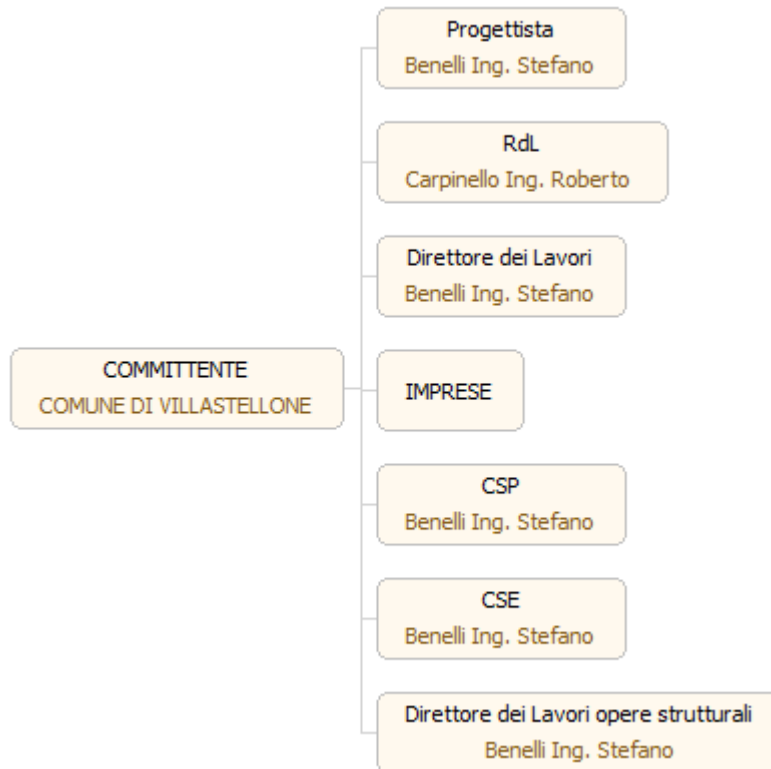 Progettista
Benelli Ing. Stefano
RdL
Carpinello Ing. Roberto
Direttore dei Lavori
Benelli Ing. Stefano
COMMITTENTE
COMUNE DI VILLASTELLONE
IMPRESE
CSP
Benelli Ing. Stefano
CSE
Benelli Ing. Stefano
Direttore dei Lavori opere strutturali
Benelli Ing. Stefano